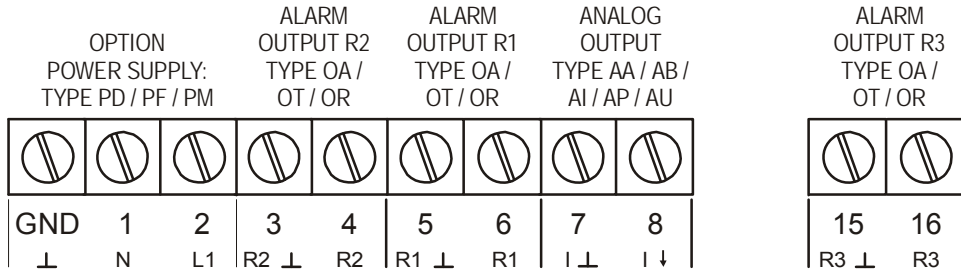 OPTION
POWER SUPPLY:
TYPE PD / PF / PM
ALARM
OUTPUT R2
TYPE OA /
OT / OR
ALARM
OUTPUT R1
TYPE OA /
OT / OR
ANALOG
OUTPUT
TYPE AA / AB /
AI / AP / AU
ALARM
OUTPUT R3
TYPE OA /
OT / OR
GND 1 2 3 4 5 6 7 8 15 16
⊥ N L1 R2 ⊥ R2 R1 ⊥ R1 I ⊥ I ↓ R3 ⊥ R3